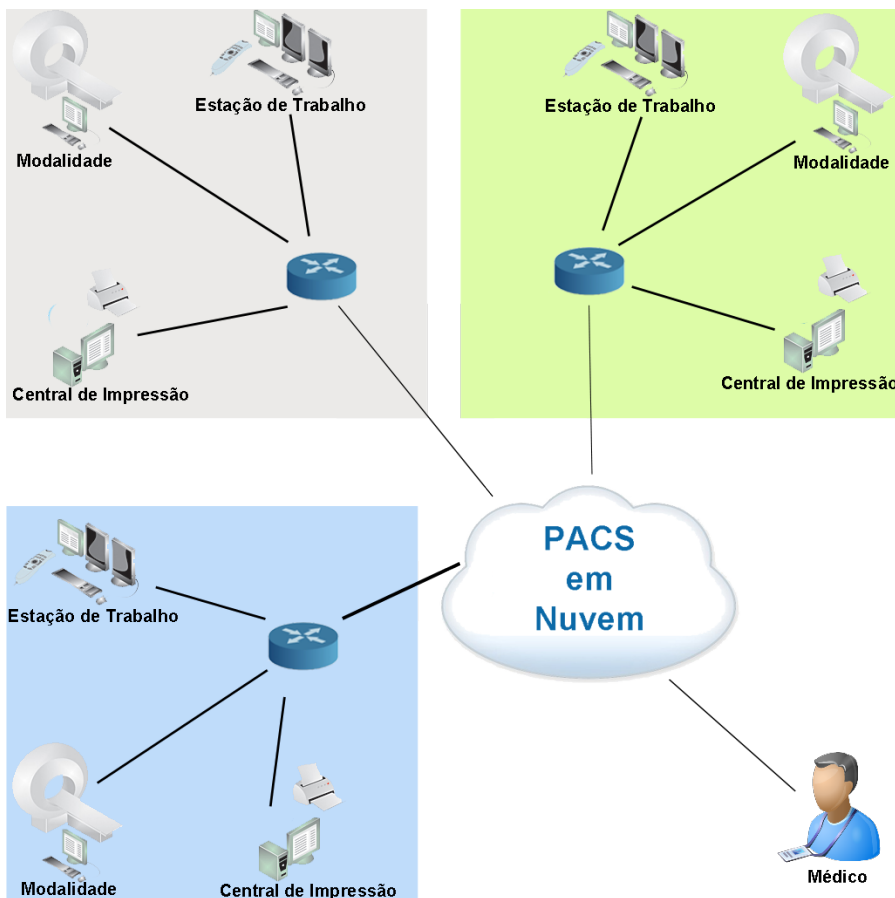 Estação de Trabalho
Modalidade
Central de Impressão
Estação de Trabalho
Modalidade
Central de Impressão
PACS
em
Nuvem
Estação de Trabalho
Modalidade
Central de Impressão
Médico